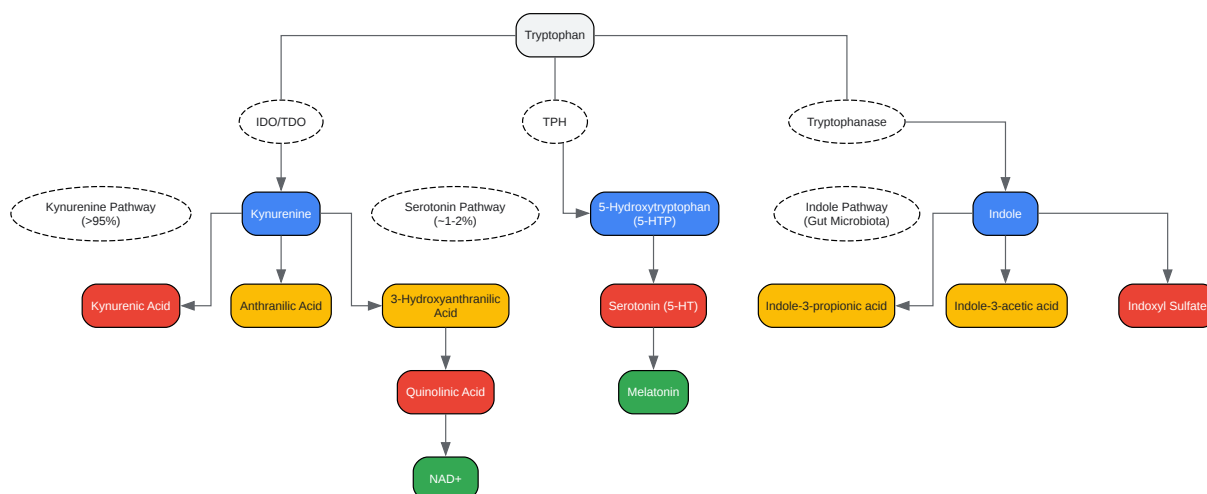 Tryptophan
IDO/TDO
TPH
Tryptophanase
Kynurenine Pathway
(>95%)
Kynurenine
Serotonin Pathway
(~1-2%)
5-Hydroxytryptophan
(5-HTP)
Indole Pathway
(Gut Microbiota)
Indole
Kynurenic Acid
Anthranilic Acid
3-Hydroxyanthranilic
Acid
Serotonin (5-HT)
Indole-3-propionic acid
Indole-3-acetic acid
Indoxyl Sulfate
Quinolinic Acid
Melatonin
NAD+